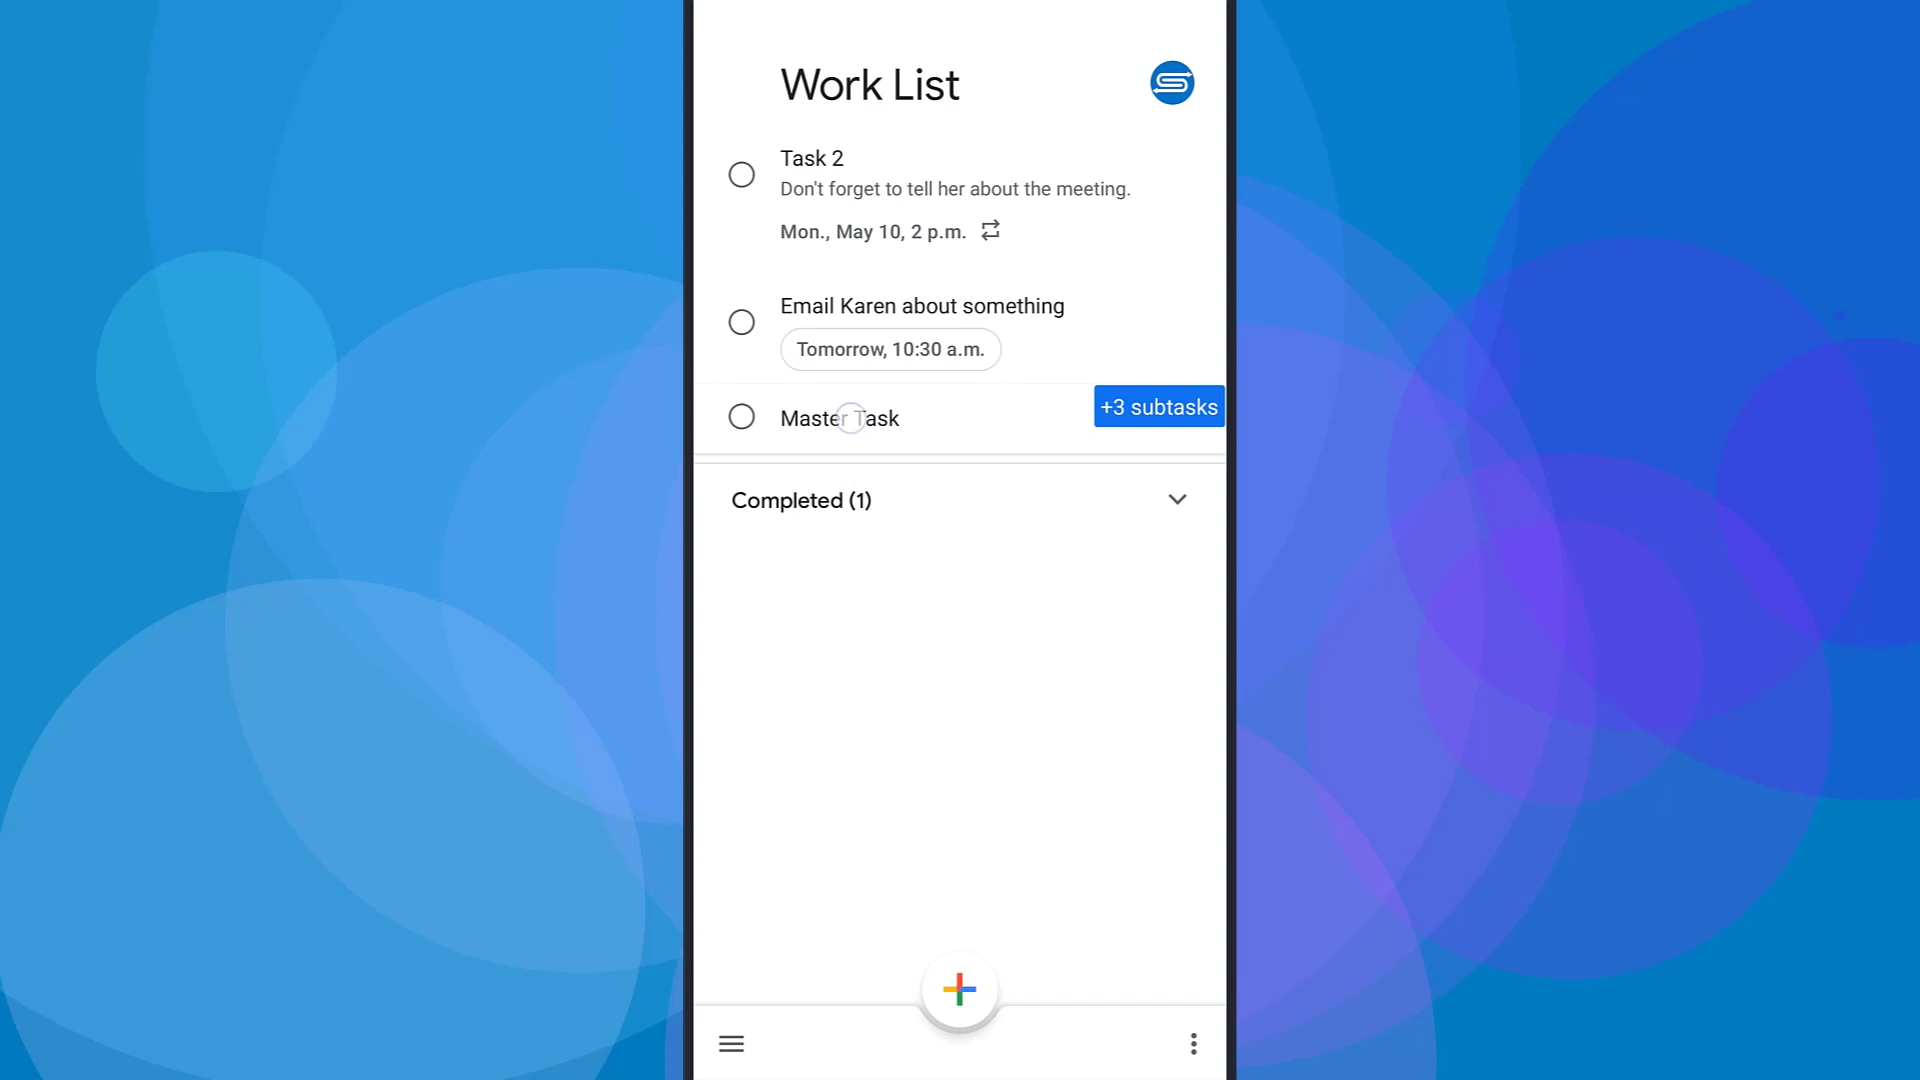 Work List
Task 2
Don't forget to tell her about the meeting.
Mon., May 10, 2 p.m.
Email Karen about something
Tomorrow, 10:30 a.m.
Master Task
+3 subtasks
Completed (1)